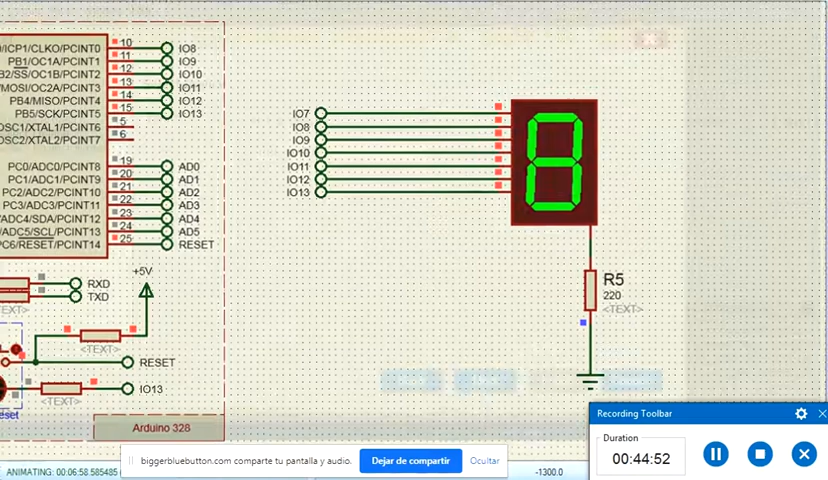 /ICP1/CLKO/PCINT0 10 IO8
PB1/OC1A/PCINT1 11 IO9
B2/SS/OC1B/PCINT2 12 IO10
MOSI/OC2A/PCINT3 13 IO11
PB4/MISO/PCINT4 14 IO12
PB5/SCK/PCINT5 15 IO13
OSC1/XTAL1/PCINT6 5
OSC2/XTAL2/PCINT7 6
PC0/ADC0/PCINT8 19 AD0
PC1/ADC1/PCINT9 20 AD1
PC2/ADC2/PCINT10 21 AD2
PC3/ADC3/PCINT11 22 AD3
PC4/ADC4/SDA/PCINT12 23 AD4
ADC5/SCL/PCINT13 24 AD5
PC6/RESET/PCINT14 25 RESET
+5V
RXD
TXD
TEXT>
<TEXT>
RESET
IO13
<TEXT>
eset
Arduino 328
IO7
IO8
IO9
IO10
IO11
IO12
IO13
8
R5
220
<TEXT>
Recording Toolbar
Duration
00:44:52
biggerbluebutton.com comparte tu pantalla y audio.
Dejar de compartir
Ocultar
ANIMATING: 00:06:58.585485
-1300.0